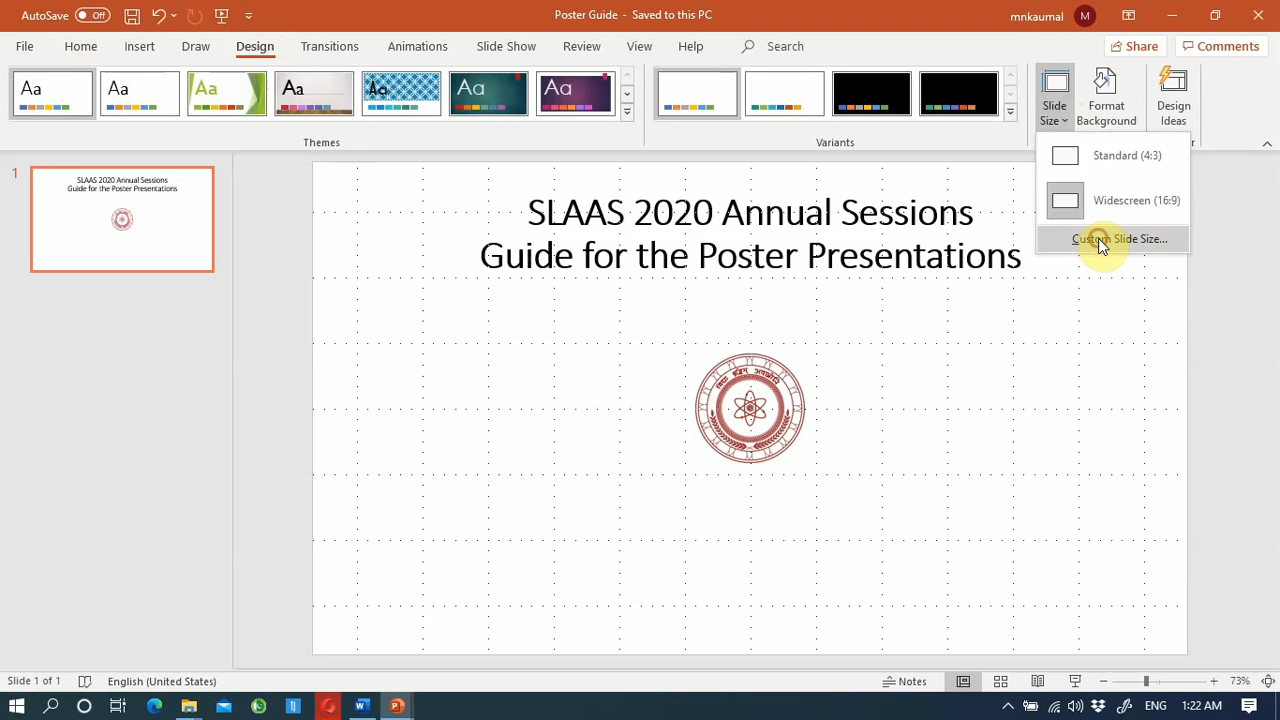 AutoSave Off
Poster Guide - Saved to this PC
mnkaumal M
File Home Insert Draw Design Transitions Animations Slide Show Review View Help Search Share Comments
Aa Aa Aa Aa Aa Aa Aa
Slide Size
Format Background
Design Ideas
Themes
Variants
Standard (4:3)
Widescreen (16:9)
Custom Slide Size...
1
SLAAS 2020 Annual Sessions
Guide for the Poster Presentations
SLAAS 2020 Annual Sessions
Guide for the Poster Presentations
Slide 1 of 1
English (United States)
Notes
73%
ENG
1:22 AM